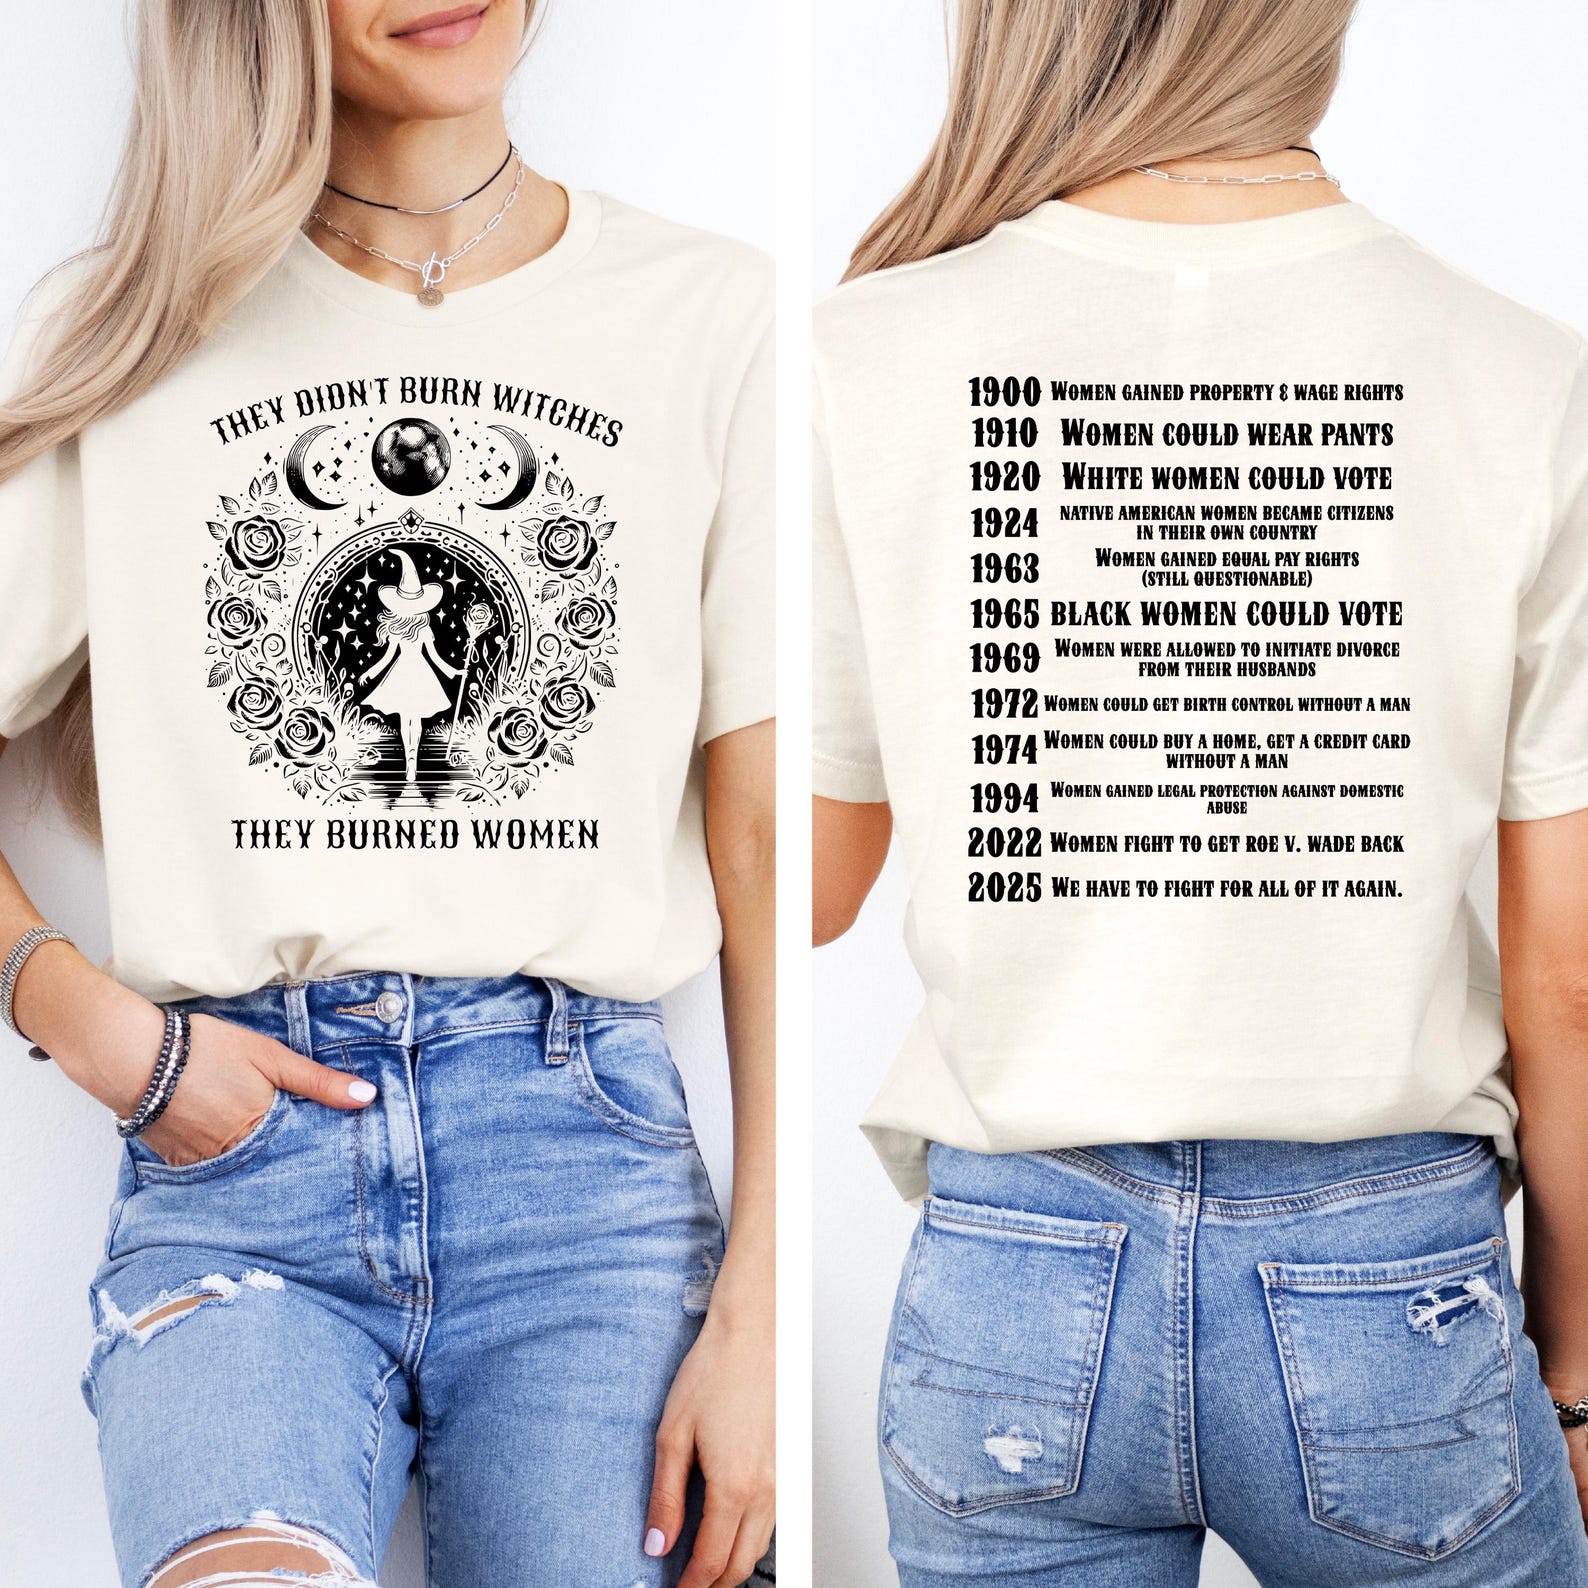 THEY DIDN'T BURN WITCHES
THEY BURNED WOMEN
1900 WOMEN GAINED PROPERTY & WAGE RIGHTS
1910 WOMEN COULD WEAR PANTS
1920 WHITE WOMEN COULD VOTE
1924 NATIVE AMERICAN WOMEN BECAME CITIZENS
IN THEIR OWN COUNTRY
1963 WOMEN GAINED EQUAL PAY RIGHTS
(STILL QUESTIONABLE)
1965 BLACK WOMEN COULD VOTE
1969 WOMEN WERE ALLOWED TO INITIATE DIVORCE
FROM THEIR HUSBANDS
1972 WOMEN COULD GET BIRTH CONTROL WITHOUT A MAN
1974 WOMEN COULD BUY A HOME, GET A CREDIT CARD
WITHOUT A MAN
1994 WOMEN GAINED LEGAL PROTECTION AGAINST DOMESTIC
ABUSE
2022 WOMEN FIGHT TO GET ROE V. WADE BACK
2025 WE HAVE TO FIGHT FOR ALL OF IT AGAIN.